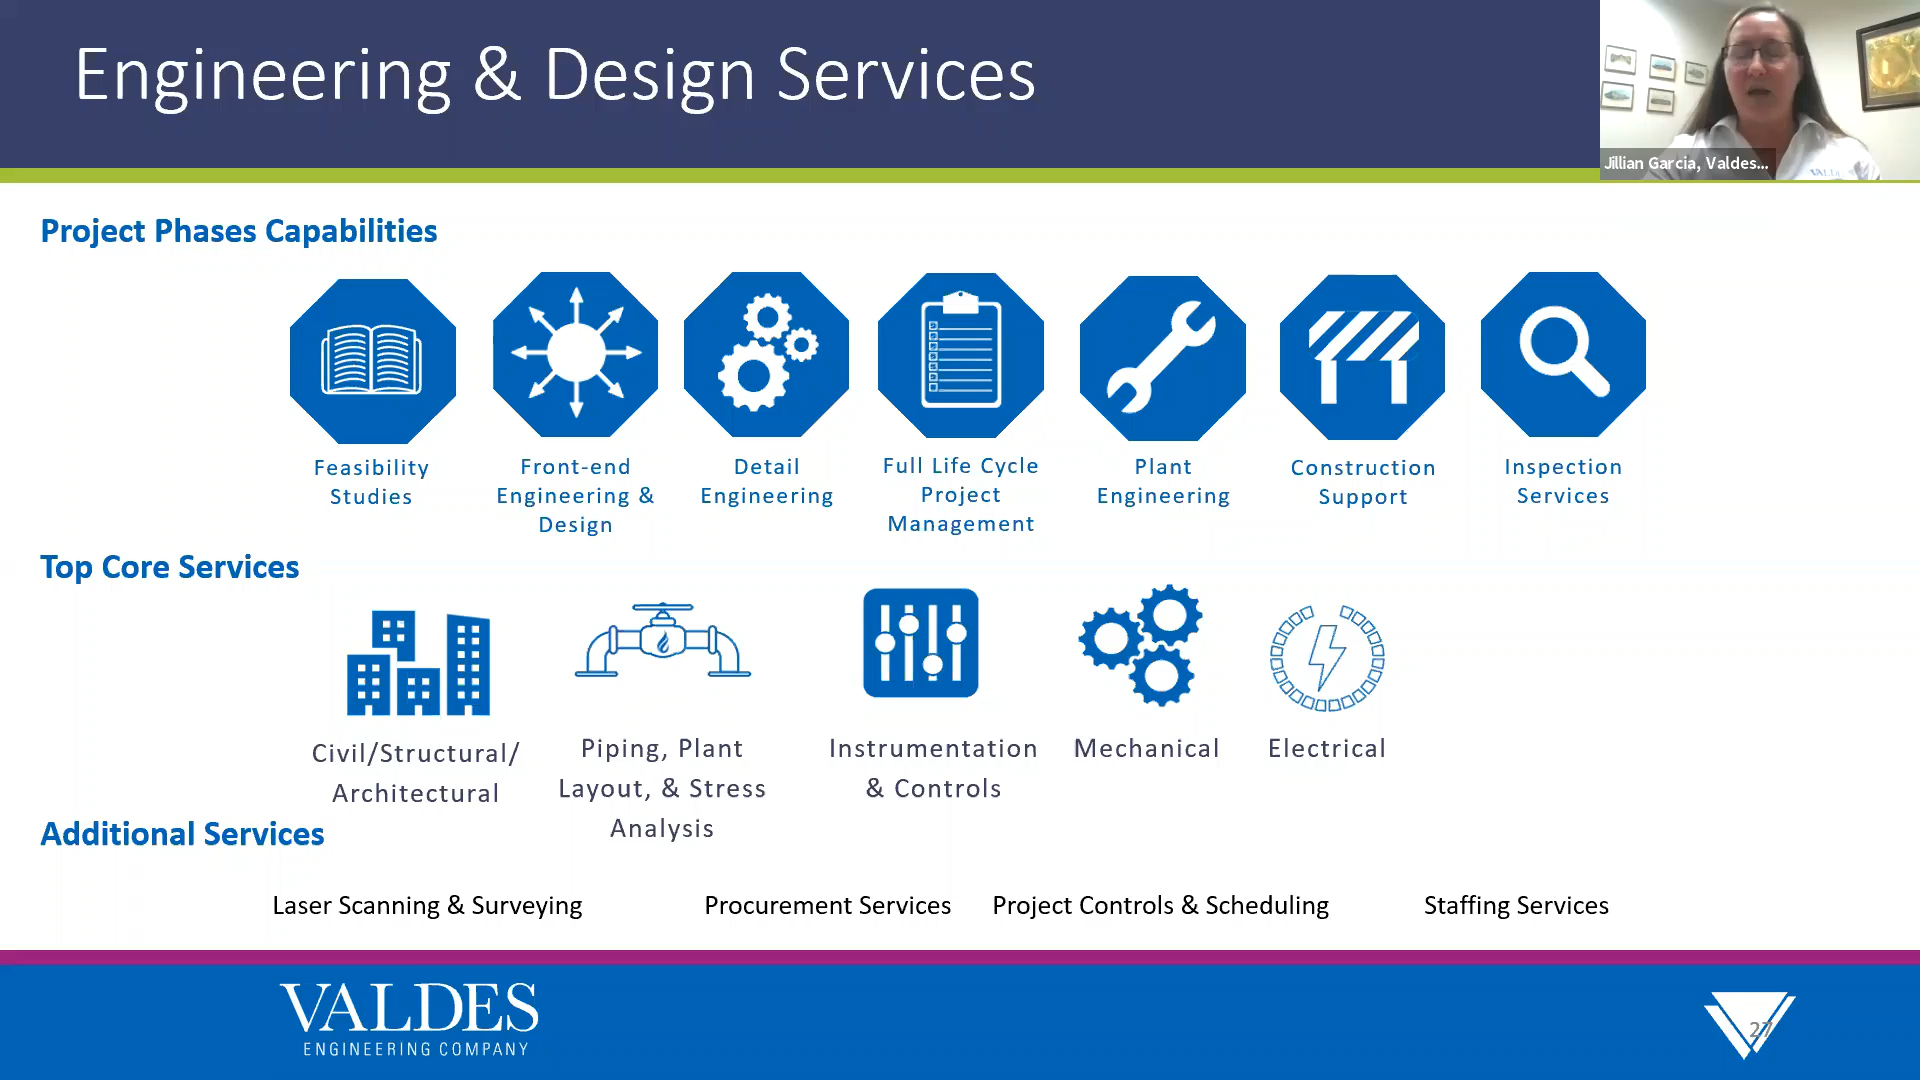 Engineering & Design Services
Jillian Garcia, Valdes...
VALDES
Project Phases Capabilities
Feasibility
Studies
Front-end
Engineering &
Design
Detail
Engineering
Full Life Cycle
Project
Management
Plant
Engineering
Construction
Support
Inspection
Services
Top Core Services
Civil/Structural/
Architectural
Piping, Plant
Layout, & Stress
Analysis
Instrumentation
& Controls
Mechanical
Electrical
Additional Services
Laser Scanning & Surveying
Procurement Services
Project Controls & Scheduling
Staffing Services
VALDES
ENGINEERING COMPANY
27